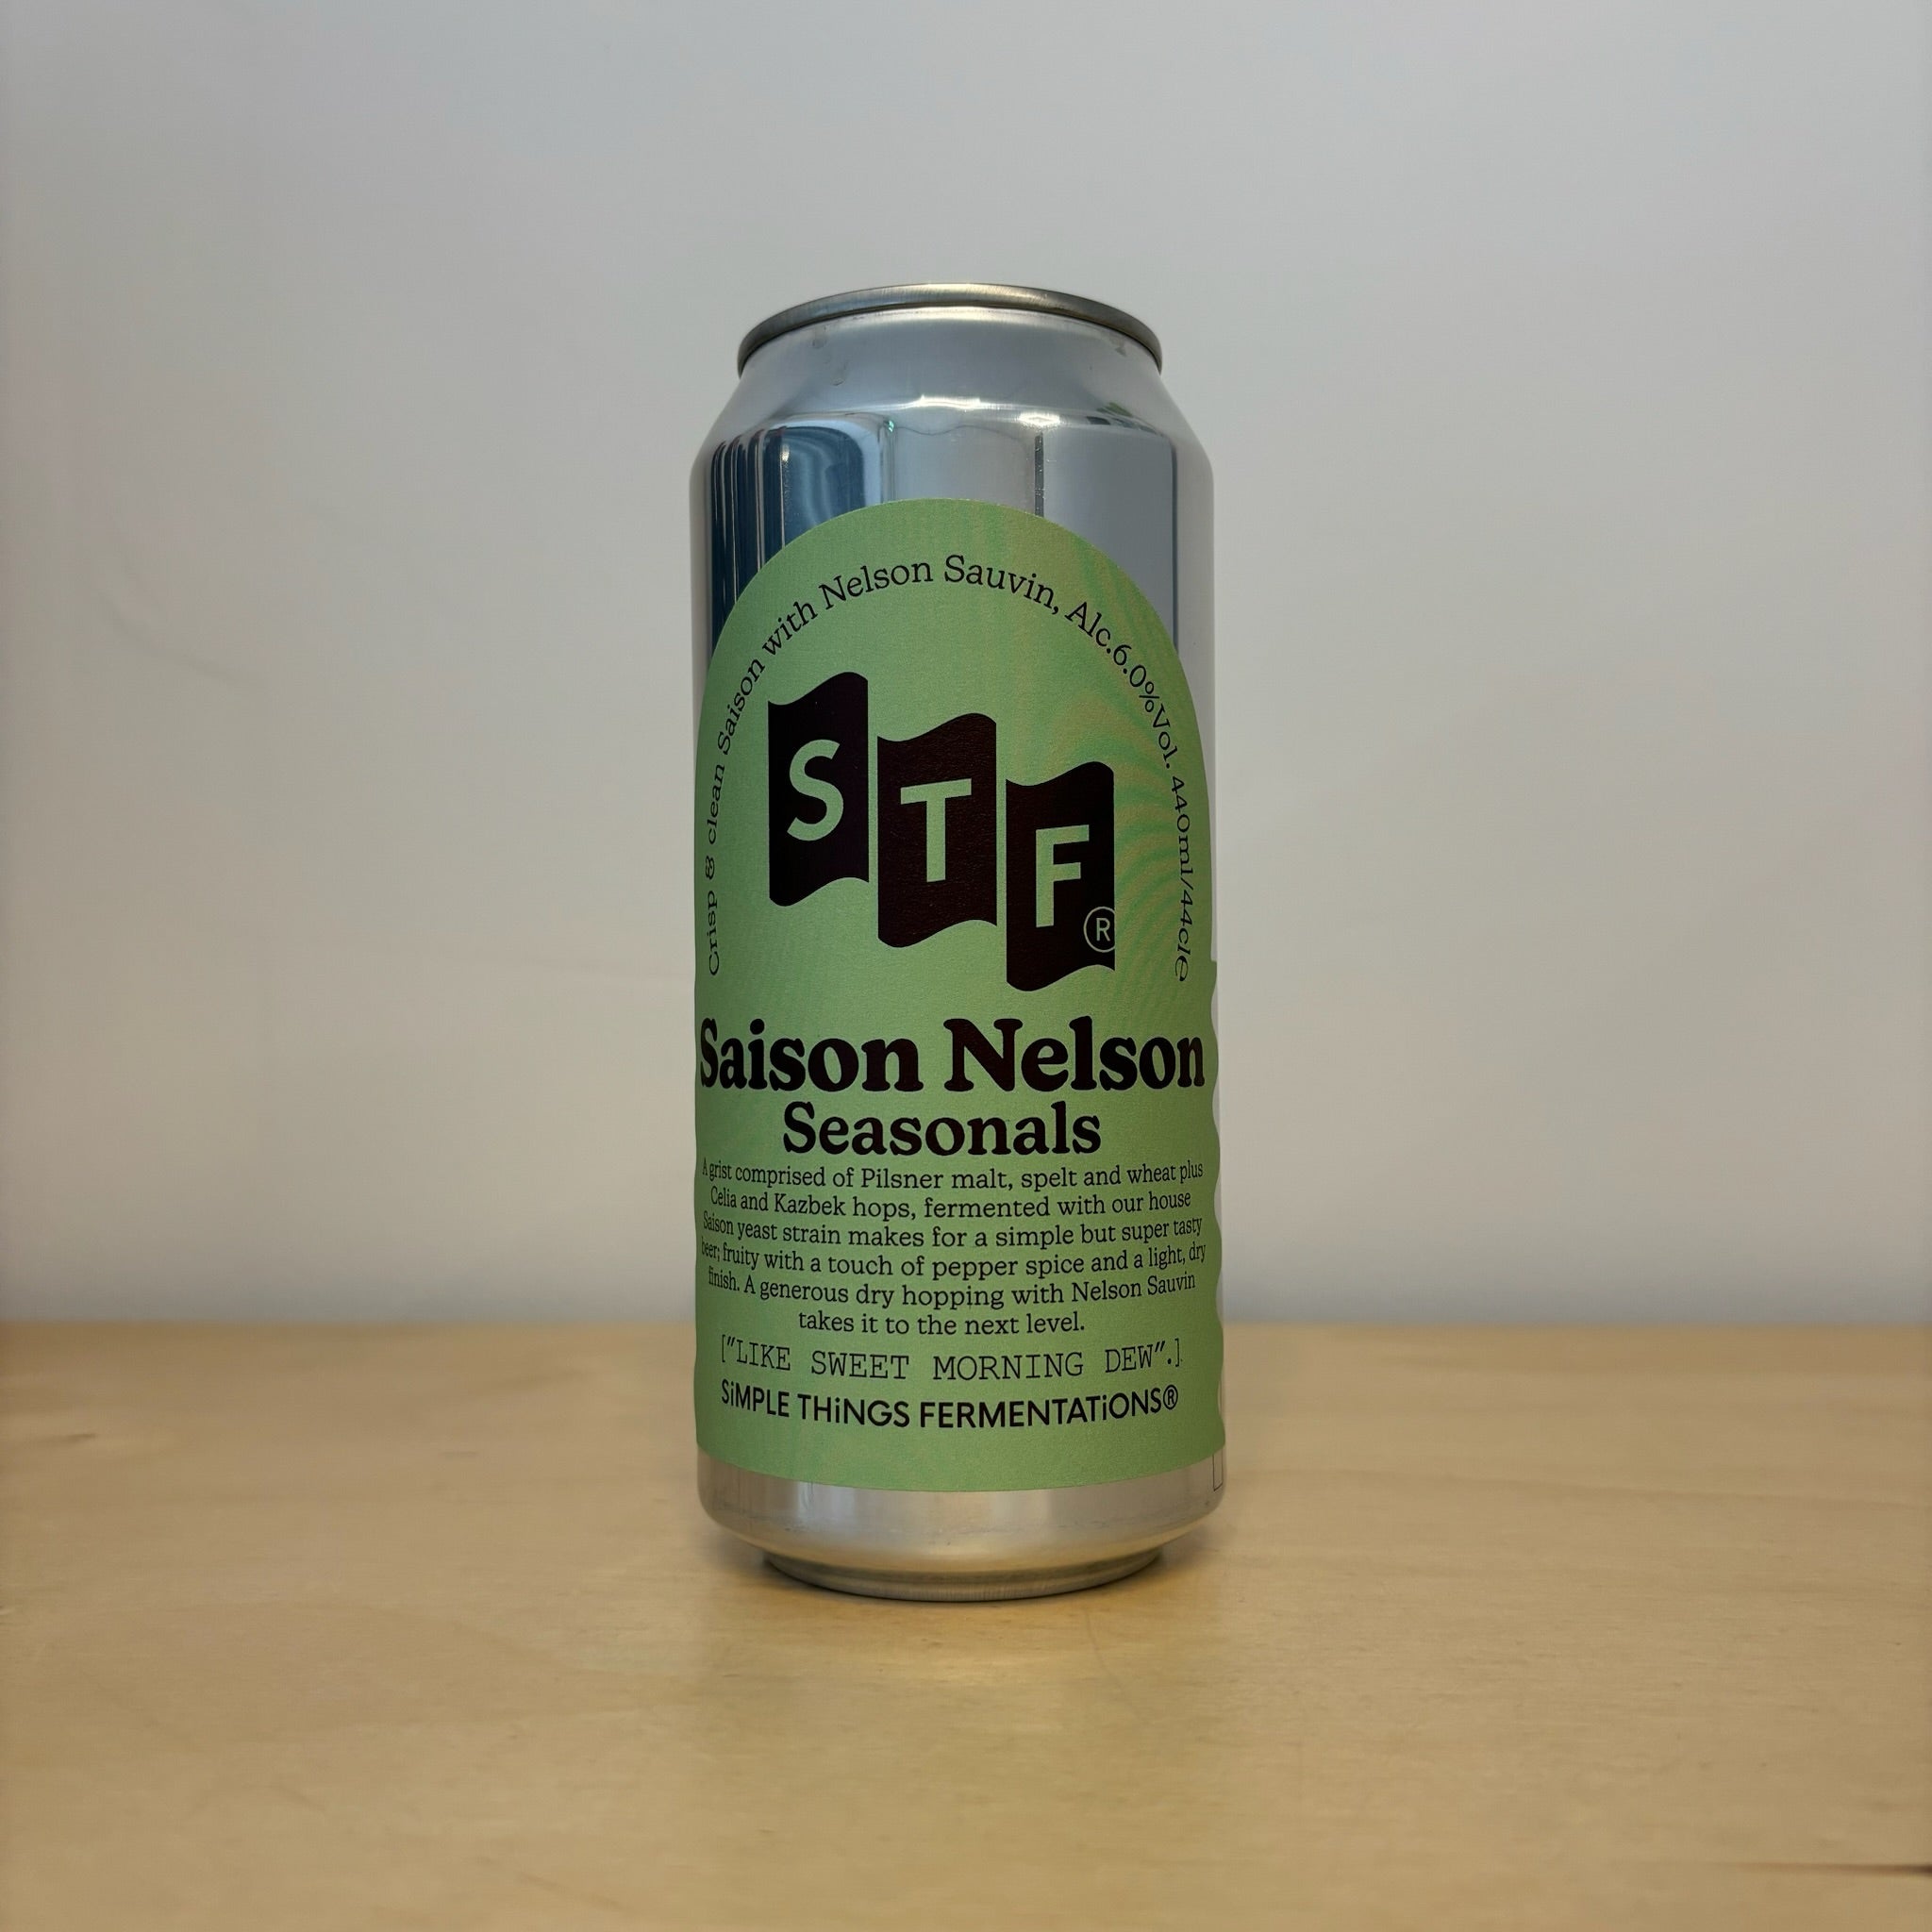 Crisp & clean Saison with Nelson Sauvin, Alc.6.0%Vol. 440ml/44cl℮
S T F ®
Saison Nelson
Seasonals
A grist comprised of Pilsner malt, spelt and wheat plus
Celia and Kazbek hops, fermented with our house
Saison yeast strain makes for a simple but super tasty
beer; fruity with a touch of pepper spice and a light, dry
finish. A generous dry hopping with Nelson Sauvin
takes it to the next level.
["LIKE SWEET MORNING DEW".]
SiMPLE THiNGS FERMENTATiONS®